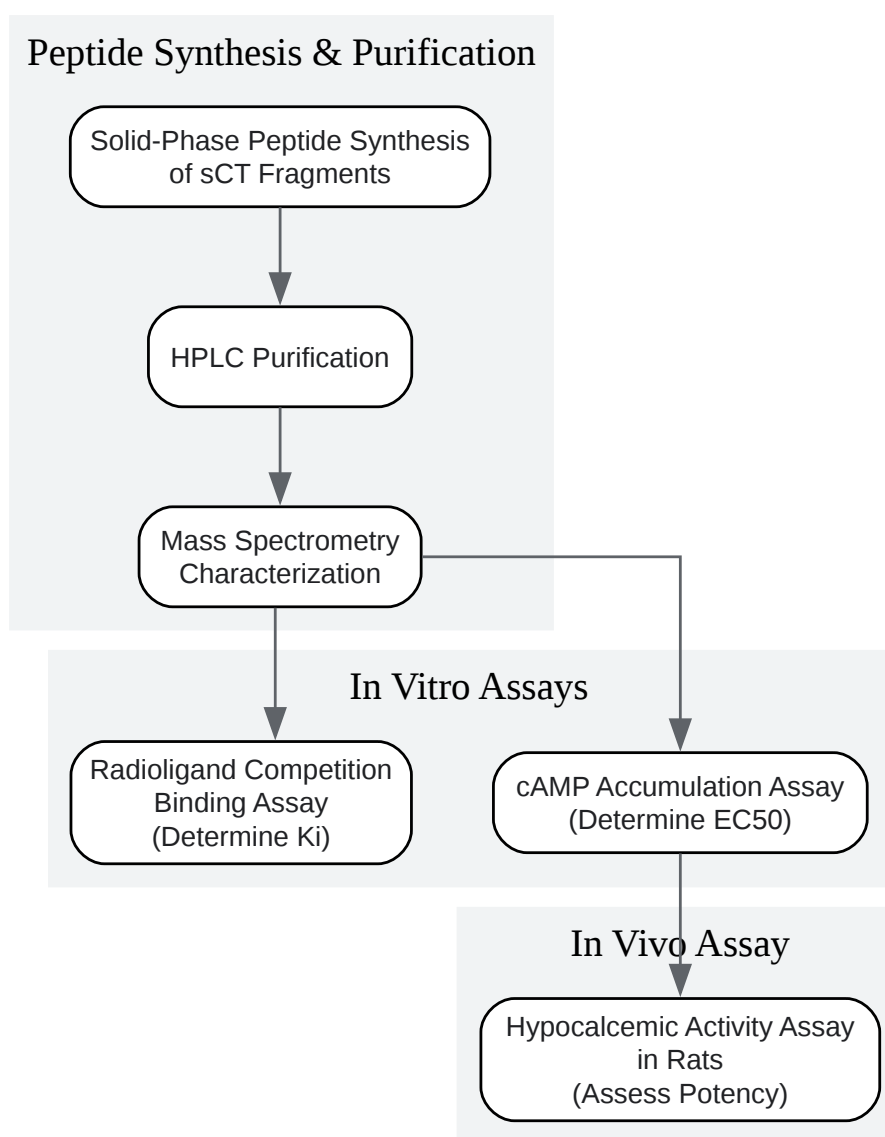 Peptide Synthesis & Purification
Solid-Phase Peptide Synthesis
of sCT Fragments
HPLC Purification
Mass Spectrometry
Characterization
In Vitro Assays
Radioligand Competition
Binding Assay
(Determine Ki)
cAMP Accumulation Assay
(Determine EC50)
In Vivo Assay
Hypocalcemic Activity Assay
in Rats
(Assess Potency)